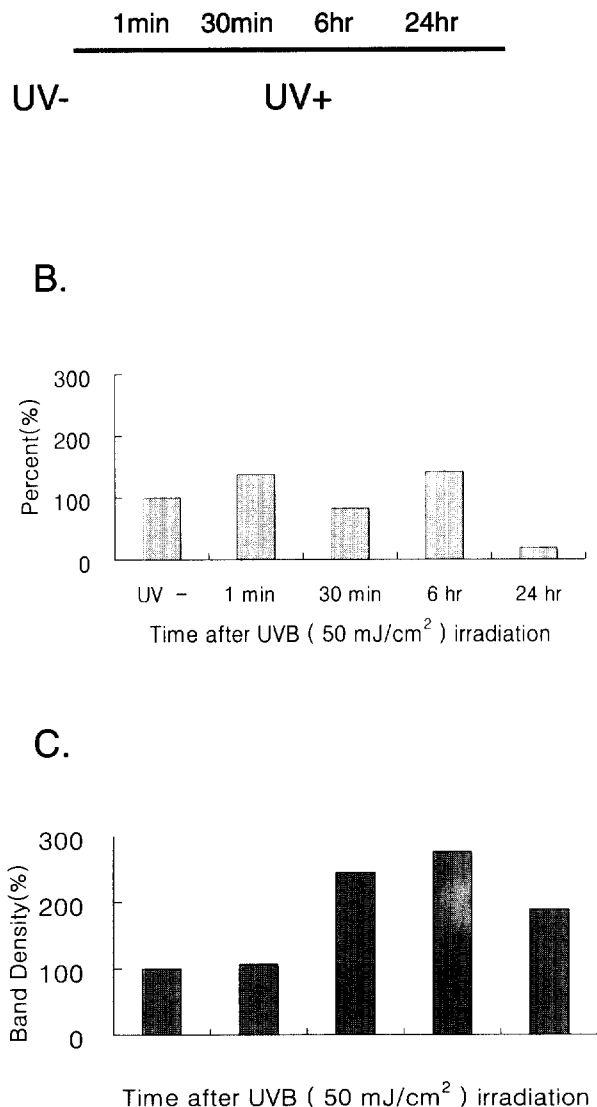 1min 30min 6hr 24hr
UV- UV+
B.
Percent(%)
300
200
100
0
UV - 1 min 30 min 6 hr 24 hr
Time after UVB ( 50 mJ/cm² ) irradiation
C.
Band Density(%)
300
200
100
0
Time after UVB ( 50 mJ/cm² ) irradiation